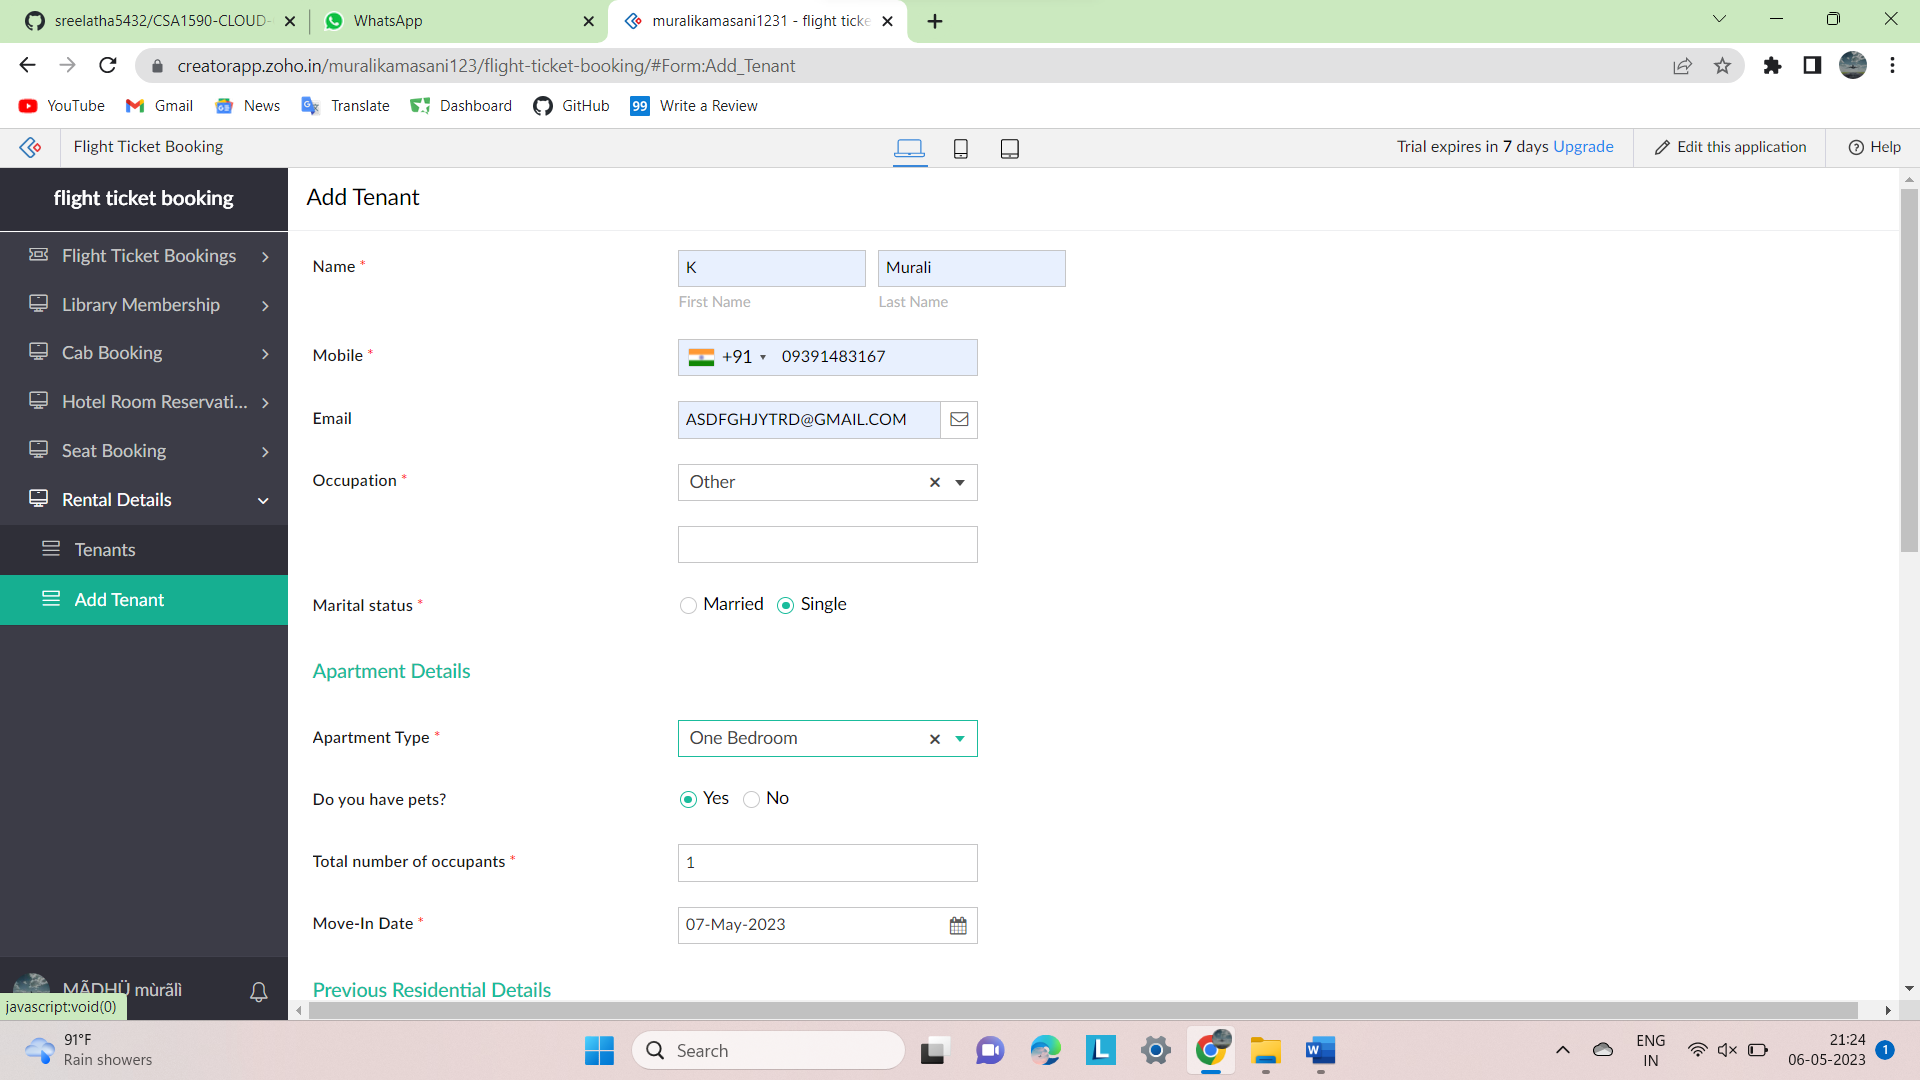 sreelatha5432/CSA1590-CLOUD-
WhatsApp
muralikamasani1231 - flight ticke
creatorapp.zoho.in/muralikamasani123/flight-ticket-booking/#Form:Add_Tenant
YouTube Gmail News Translate Dashboard GitHub 99 Write a Review
Flight Ticket Booking
Trial expires in 7 days Upgrade
Edit this application
Help
flight ticket booking
Flight Ticket Bookings
Library Membership
Cab Booking
Hotel Room Reservati...
Seat Booking
Rental Details
Tenants
Add Tenant
MÃDHÜ mùrãlì
javascript:void(0)
Add Tenant
Name *
K Murali
First Name Last Name
Mobile *
+91 09391483167
Email
ASDFGHJYTRD@GMAIL.COM
Occupation *
Other
Marital status *
Married Single
Apartment Details
Apartment Type *
One Bedroom
Do you have pets?
Yes No
Total number of occupants *
1
Move-In Date *
07-May-2023
Previous Residential Details
91°F
Rain showers
Search
L
W
ENG
IN
21:24
06-05-2023
1